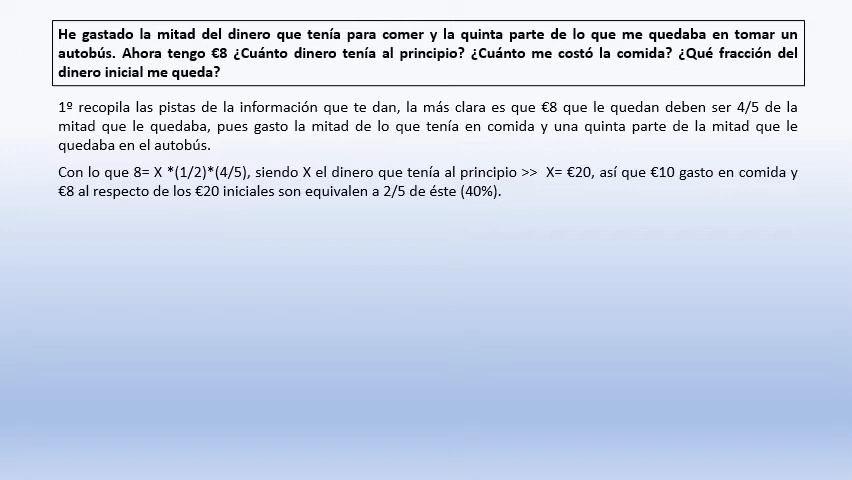 He gastado la mitad del dinero que tenía para comer y la quinta parte de lo que me quedaba en tomar un
autobús. Ahora tengo €8 ¿Cuánto dinero tenía al principio? ¿Cuánto me costó la comida? ¿Qué fracción del
dinero inicial me queda?
1º recopila las pistas de la información que te dan, la más clara es que €8 que le quedan deben ser 4/5 de la
mitad que le quedaba, pues gasto la mitad de lo que tenía en comida y una quinta parte de la mitad que le
quedaba en el autobús.
Con lo que 8= X *(1/2)*(4/5), siendo X el dinero que tenía al principio >> X= €20, así que €10 gasto en comida y
€8 al respecto de los €20 iniciales son equivalen a 2/5 de éste (40%).